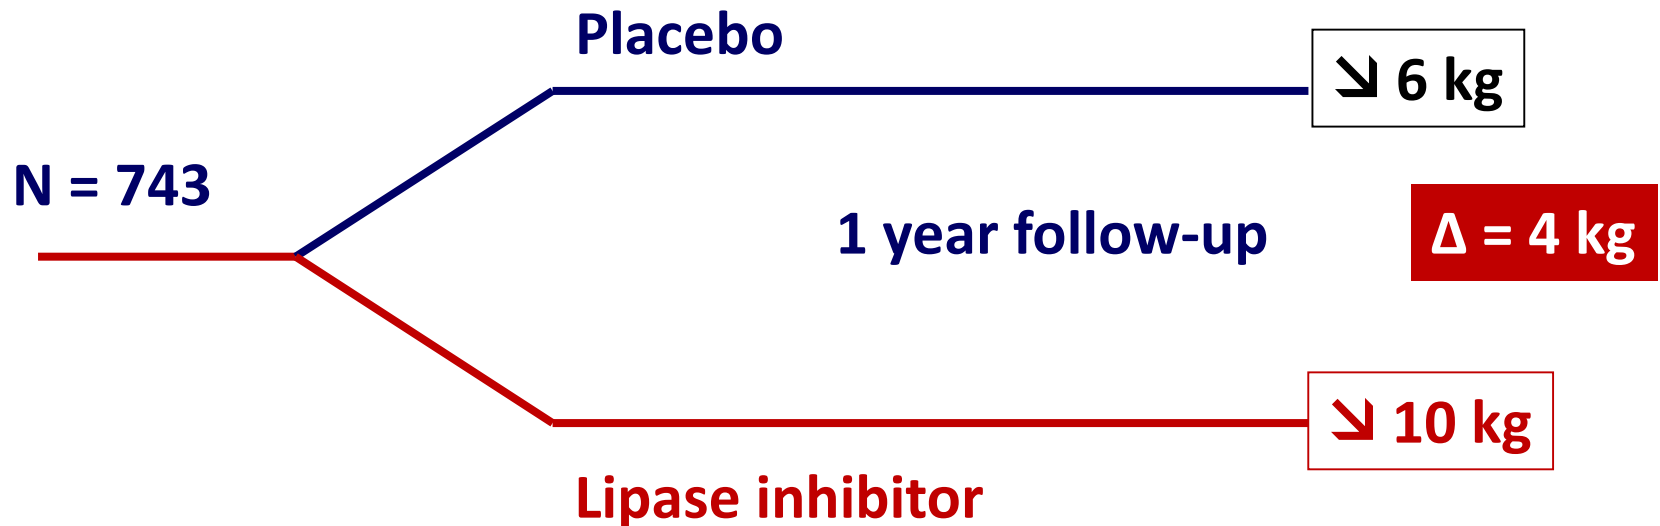 Placebo
↘ 6 kg
N = 743
1 year follow-up
Δ = 4 kg
↘ 10 kg
Lipase inhibitor